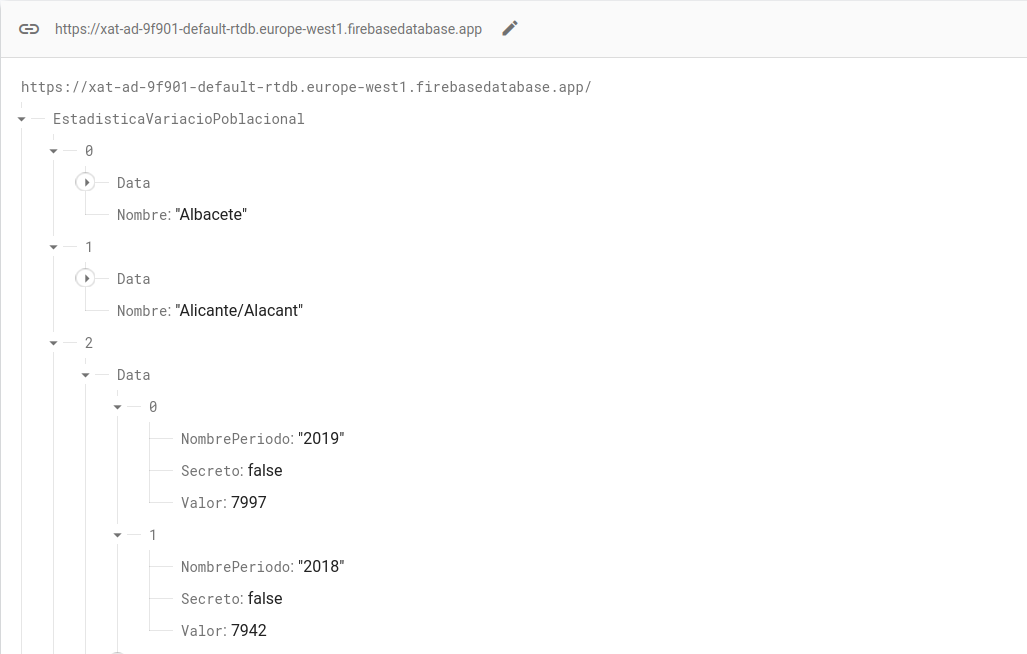 https://xat-ad-9f901-default-rtdb.europe-west1.firebasedatabase.app
https://xat-ad-9f901-default-rtdb.europe-west1.firebasedatabase.app/
EstadisticaVariacioPoblacional
0
Data
Nombre: "Albacete"
1
Data
Nombre: "Alicante/Alacant"
2
Data
0
NombrePeriodo: "2019"
Secreto: false
Valor: 7997
1
NombrePeriodo: "2018"
Secreto: false
Valor: 7942